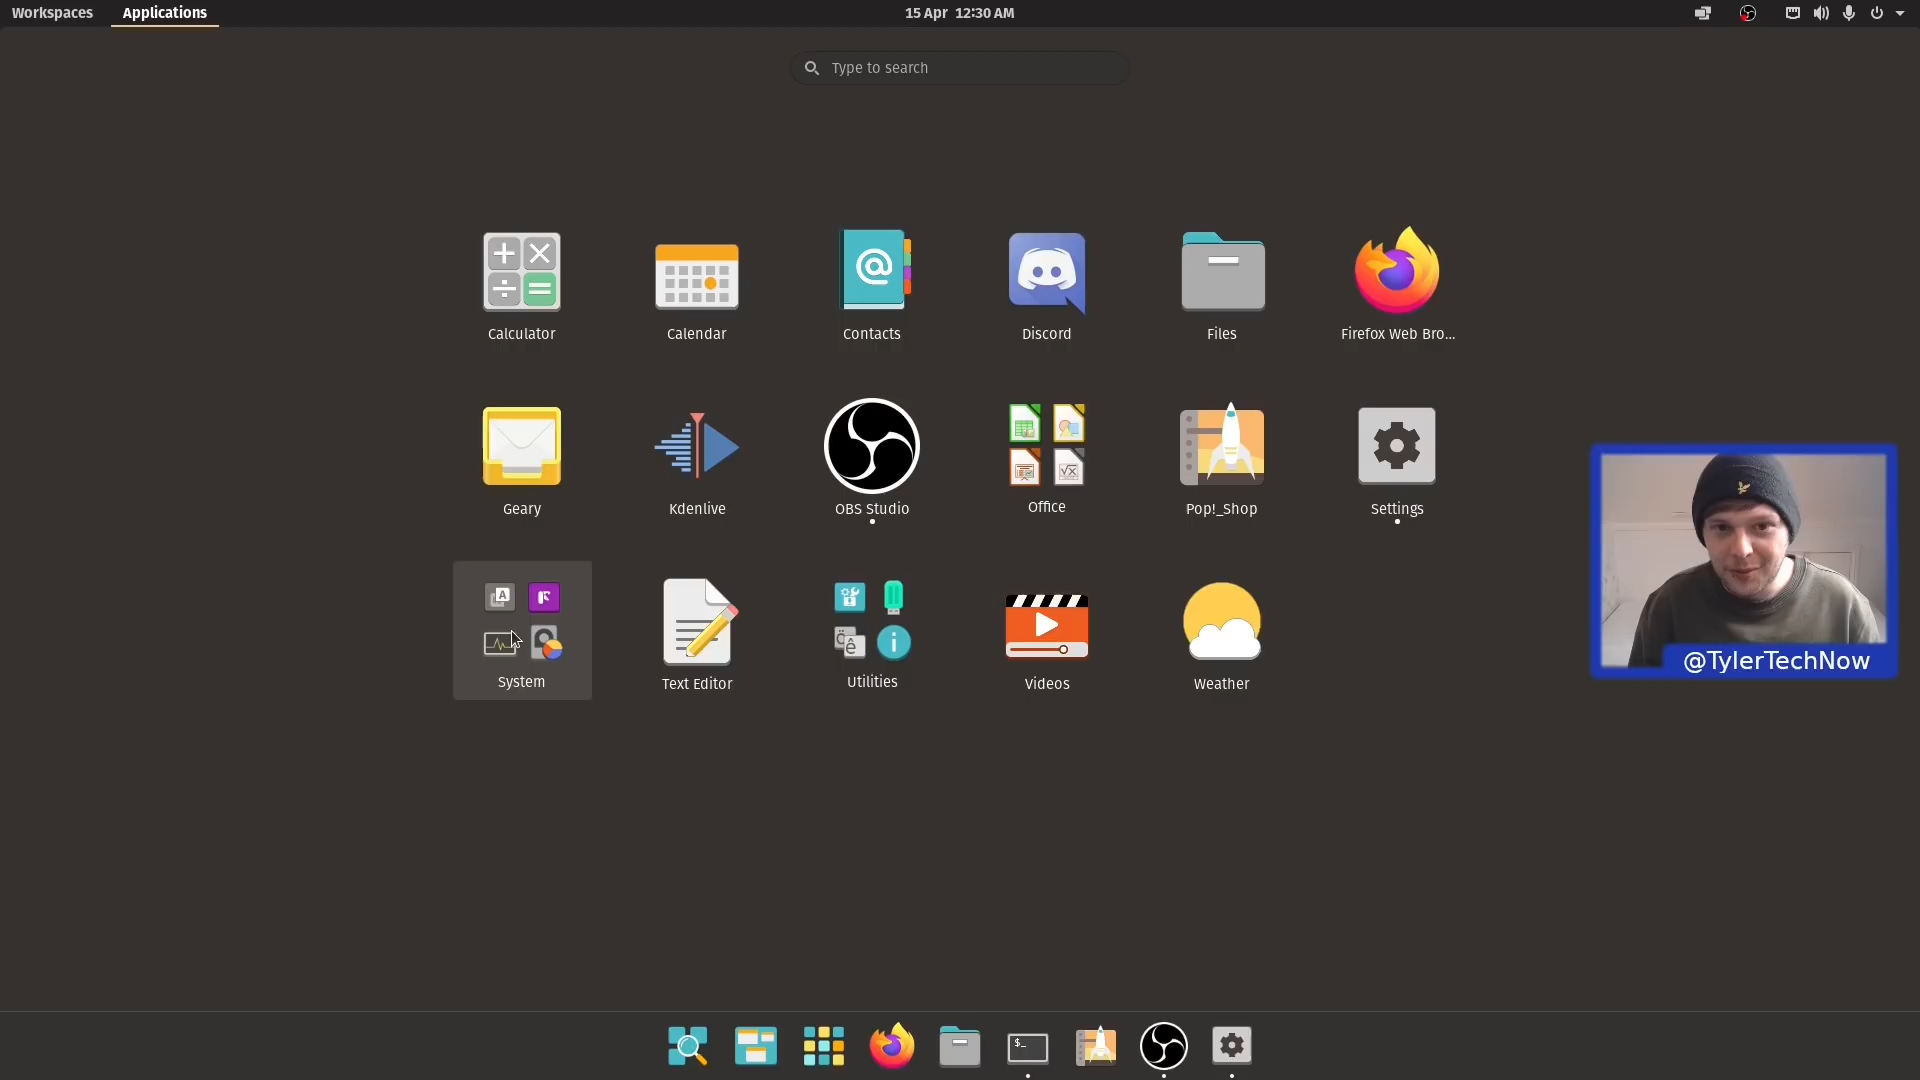 Workspaces
Applications
15 Apr 12:30 AM
Type to search
Calculator
Calendar
Contacts
Discord
Files
Firefox Web Bro...
Geary
Kdenlive
OBS Studio
Office
Pop!_Shop
Settings
System
Text Editor
Utilities
Videos
Weather
@TylerTechNow
$_